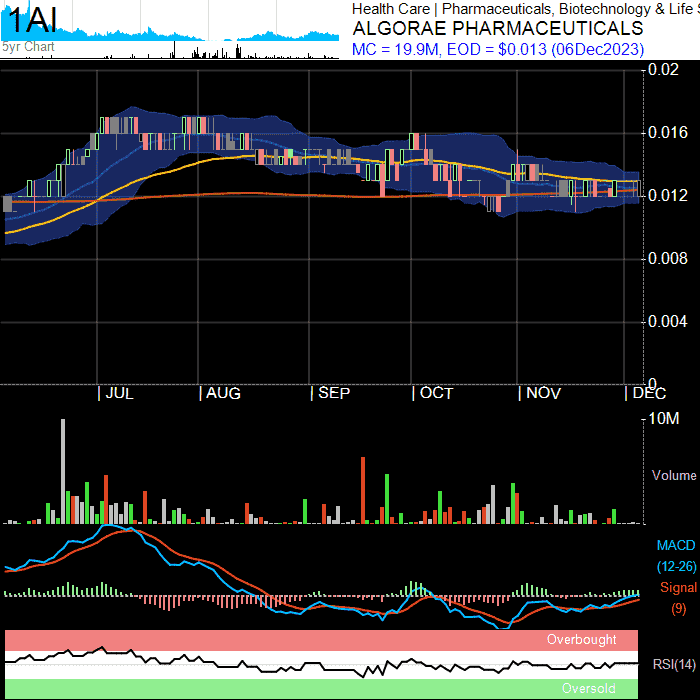 1AI
5yr Chart
Health Care | Pharmaceuticals, Biotechnology & Life S
ALGORAE PHARMACEUTICALS
MC = 19.9M, EOD = $0.013 (06Dec2023)
0.02
0.016
0.012
0.008
0.004
0
| JUL | AUG | SEP | OCT | NOV | DEC
10M
Volume
MACD
(12-26)
Signal
(9)
Overbought
RSI(14)
Oversold